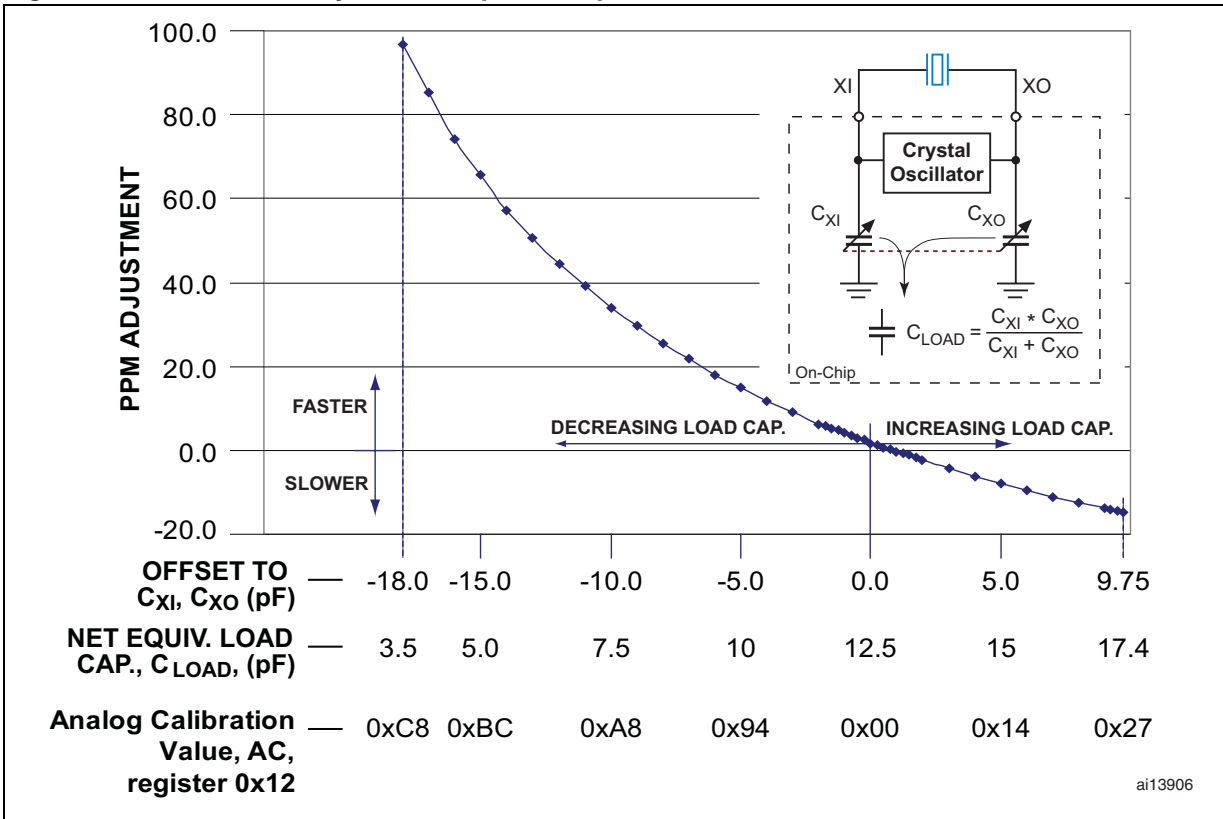 100.0
80.0
60.0
40.0
20.0
0.0
-20.0
PPM ADJUSTMENT
FASTER
SLOWER
DECREASING LOAD CAP.
INCREASING LOAD CAP.
XI
XO
Crystal
Oscillator
CXI
CXO
CLOAD = CXI * CXO
CXI + CXO
On-Chip
OFFSET TO
CXI, CXO (pF)
-18.0 -15.0 -10.0 -5.0 0.0 5.0 9.75
NET EQUIV. LOAD
CAP., CLOAD, (pF)
3.5 5.0 7.5 10 12.5 15 17.4
Analog Calibration
Value, AC,
register 0x12
0xC8 0xBC 0xA8 0x94 0x00 0x14 0x27
ai13906